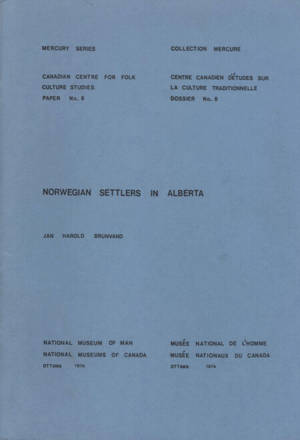 MERCURY SERIES
COLLECTION MERCURE
CANADIAN CENTRE FOR FOLK
CULTURE STUDIES
PAPER No. 8
CENTRE CANADIEN D'ÉTUDES SUR
LA CULTURE TRADITIONNELLE
DOSSIER No. 8
NORWEGIAN SETTLERS IN ALBERTA
JAN HAROLD BRUNVAND
NATIONAL MUSEUM OF MAN
NATIONAL MUSEUMS OF CANADA
OTTAWA 1974
MUSÉE NATIONAL DE L'HOMME
MUSÉE NATIONAUX DU CANADA
OTTAWA 1974